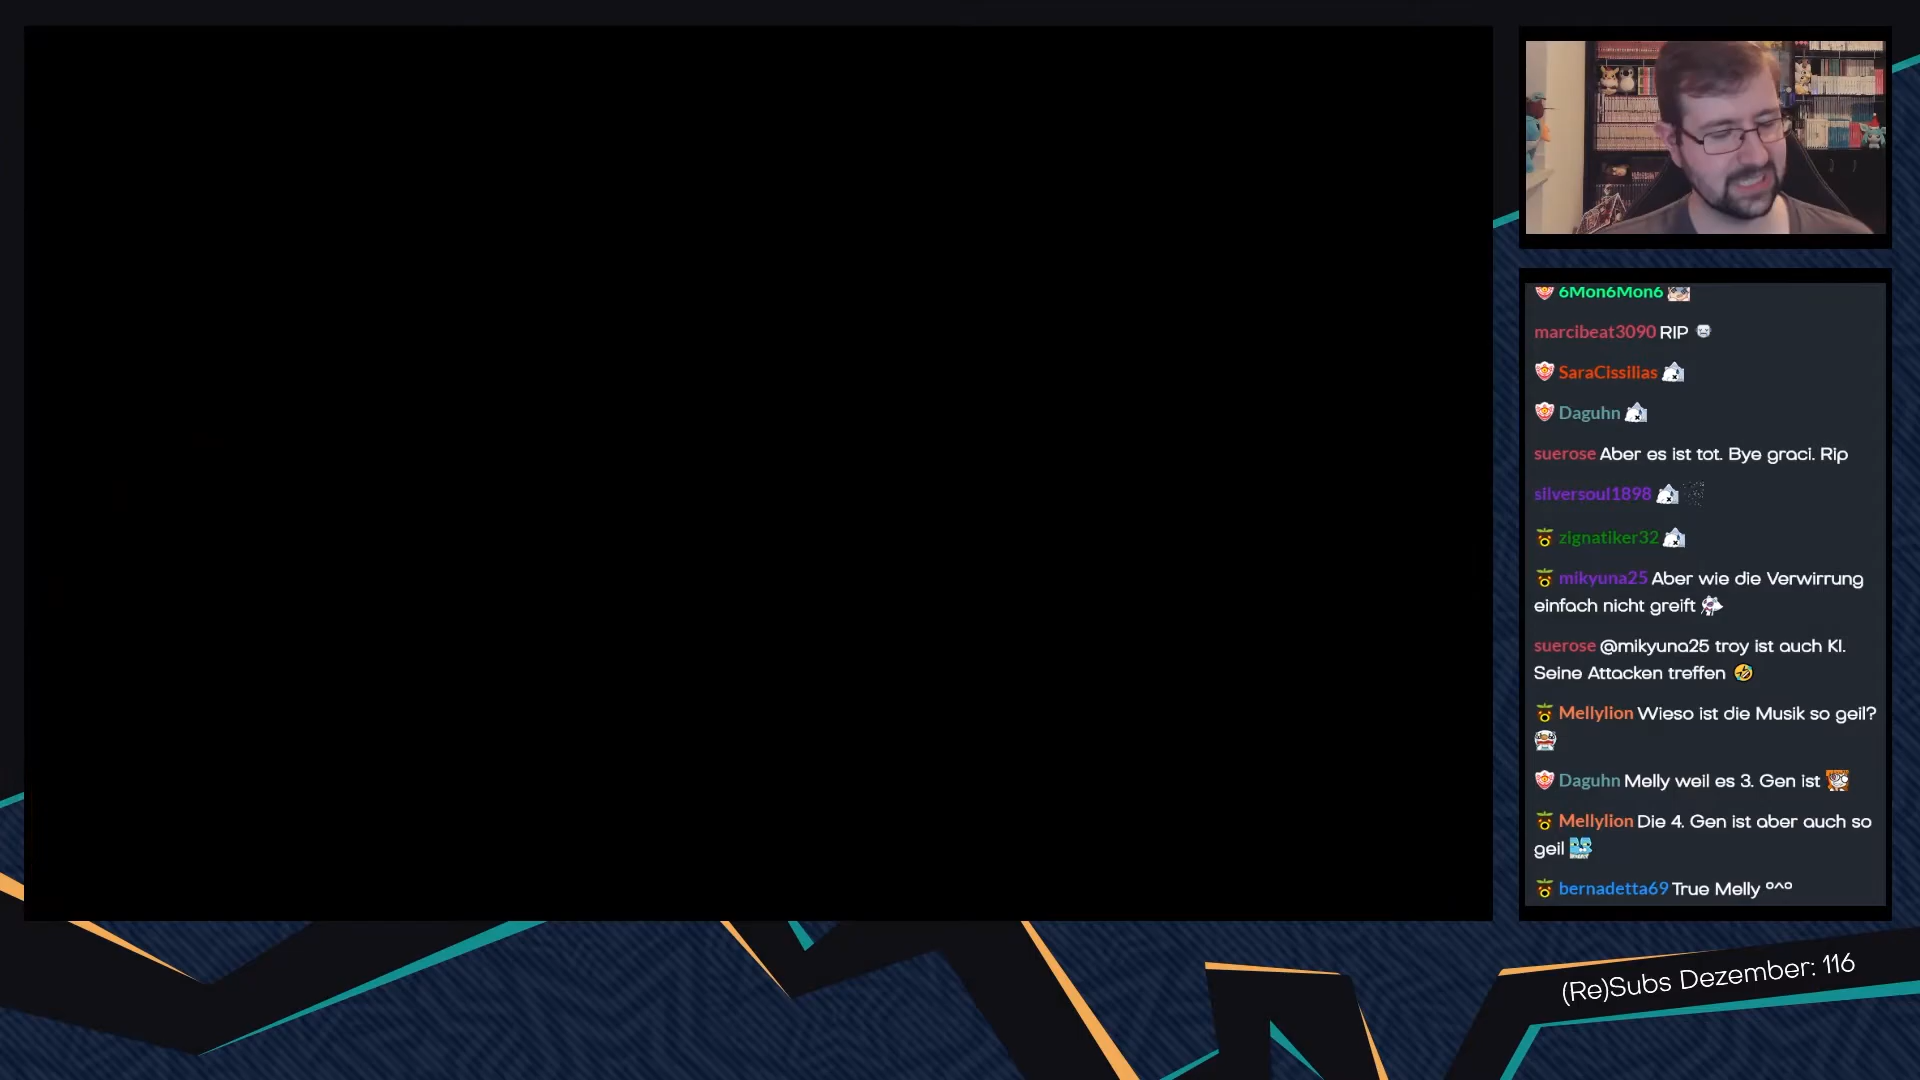 6Mon6Mon6
marcibeat3090 RIP
SaraCissilias
Daguhn
suerose Aber es ist tot. Bye graci. Rip
silversoul1898
zignatiker32
mikyuna25 Aber wie die Verwirrung
einfach nicht greift
suerose @mikyuna25 troy ist auch KI.
Seine Attacken treffen 🤣
Mellylion Wieso ist die Musik so geil?
Daguhn Melly weil es 3. Gen ist
Mellylion Die 4. Gen ist aber auch so
geil
bernadetta69 True Melly °^°
(Re)Subs Dezember: 116